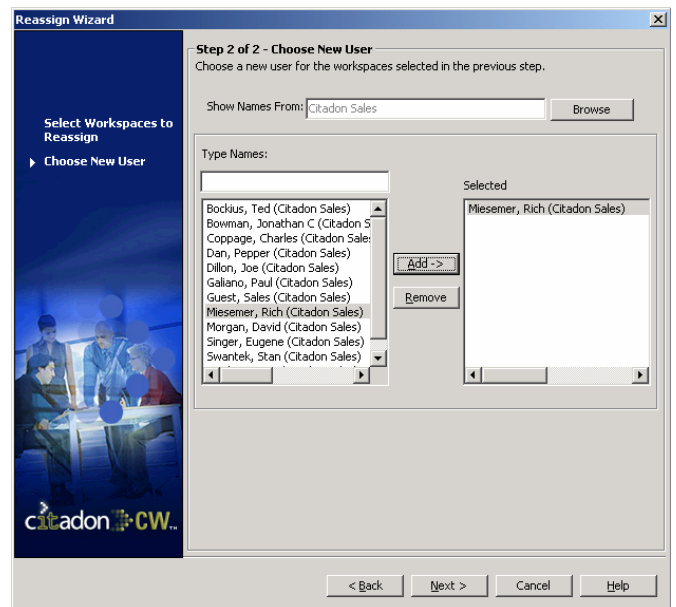 Reassign Wizard
Step 2 of 2 - Choose New User
Choose a new user for the workspaces selected in the previous step.
Select Workspaces to
Reassign
Choose New User
Show Names From: Citadon Sales
Browse
Type Names:
Selected
Bockius, Ted (Citadon Sales)
Bowman, Jonathan C (Citadon S
Coppage, Charles (Citadon Sale
Dan, Pepper (Citadon Sales)
Dillon, Joe (Citadon Sales)
Galiano, Paul (Citadon Sales)
Guest, Sales (Citadon Sales)
Miesemer, Rich (Citadon Sales)
Morgan, David (Citadon Sales)
Singer, Eugene (Citadon Sales)
Swantek, Stan (Citadon Sales)
Add ->
Remove
Miesemer, Rich (Citadon Sales)
citadon CW™
< Back
Next >
Cancel
Help